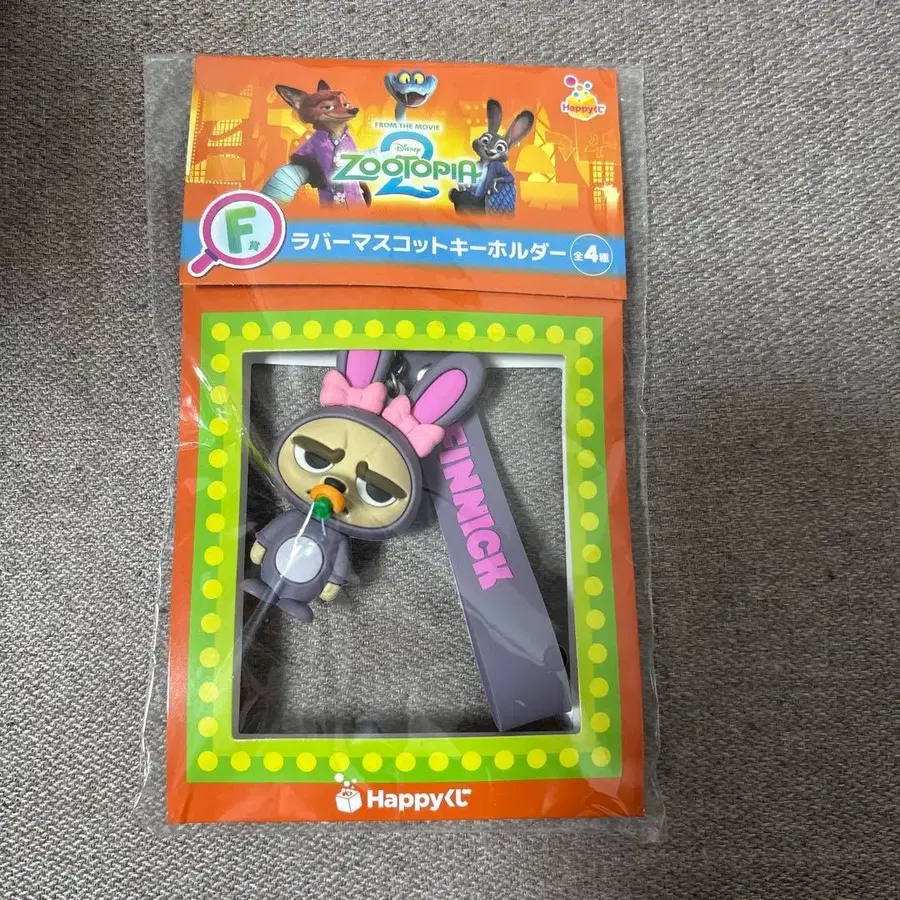 Happyくじ
FROM THE MOVIE
Disney
ZOOTOPIA
2
F賞
ラバーマスコットキーホルダー
全4種
FINNICK
Happyくじ